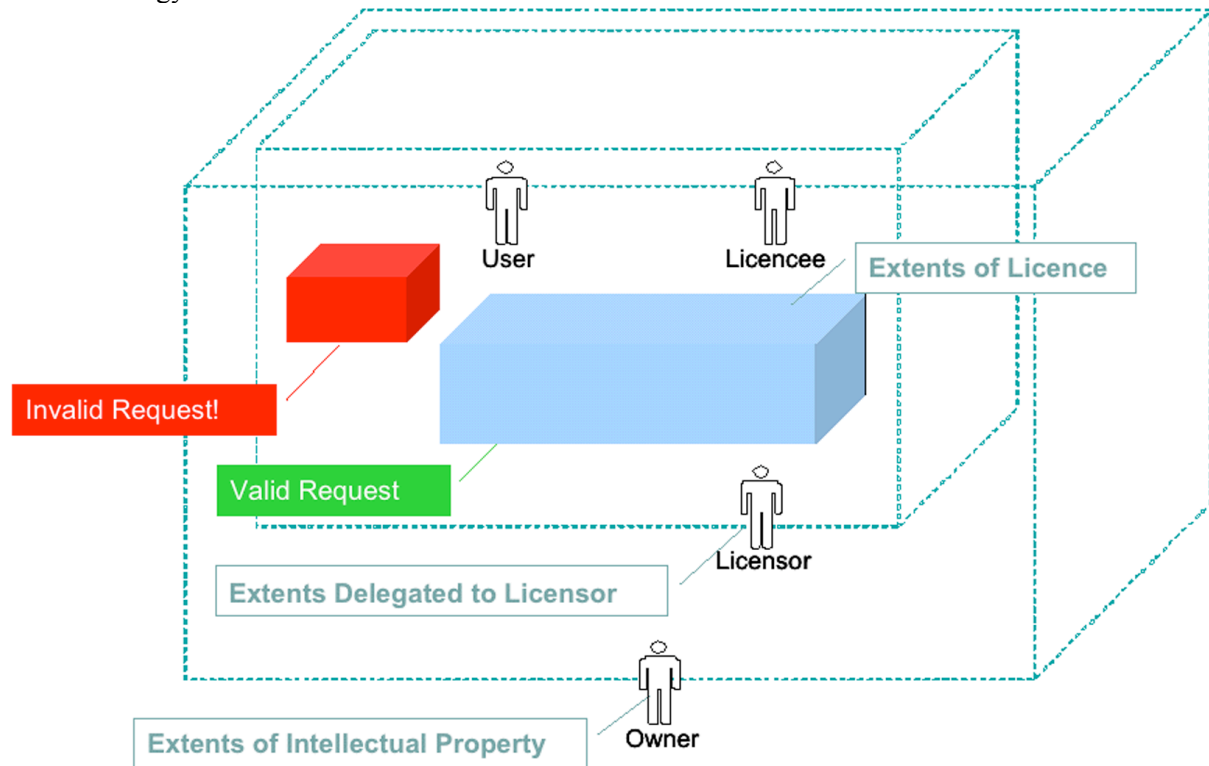 User
Licencee
Extents of Licence
Invalid Request!
Valid Request
Licensor
Extents Delegated to Licensor
Owner
Extents of Intellectual Property